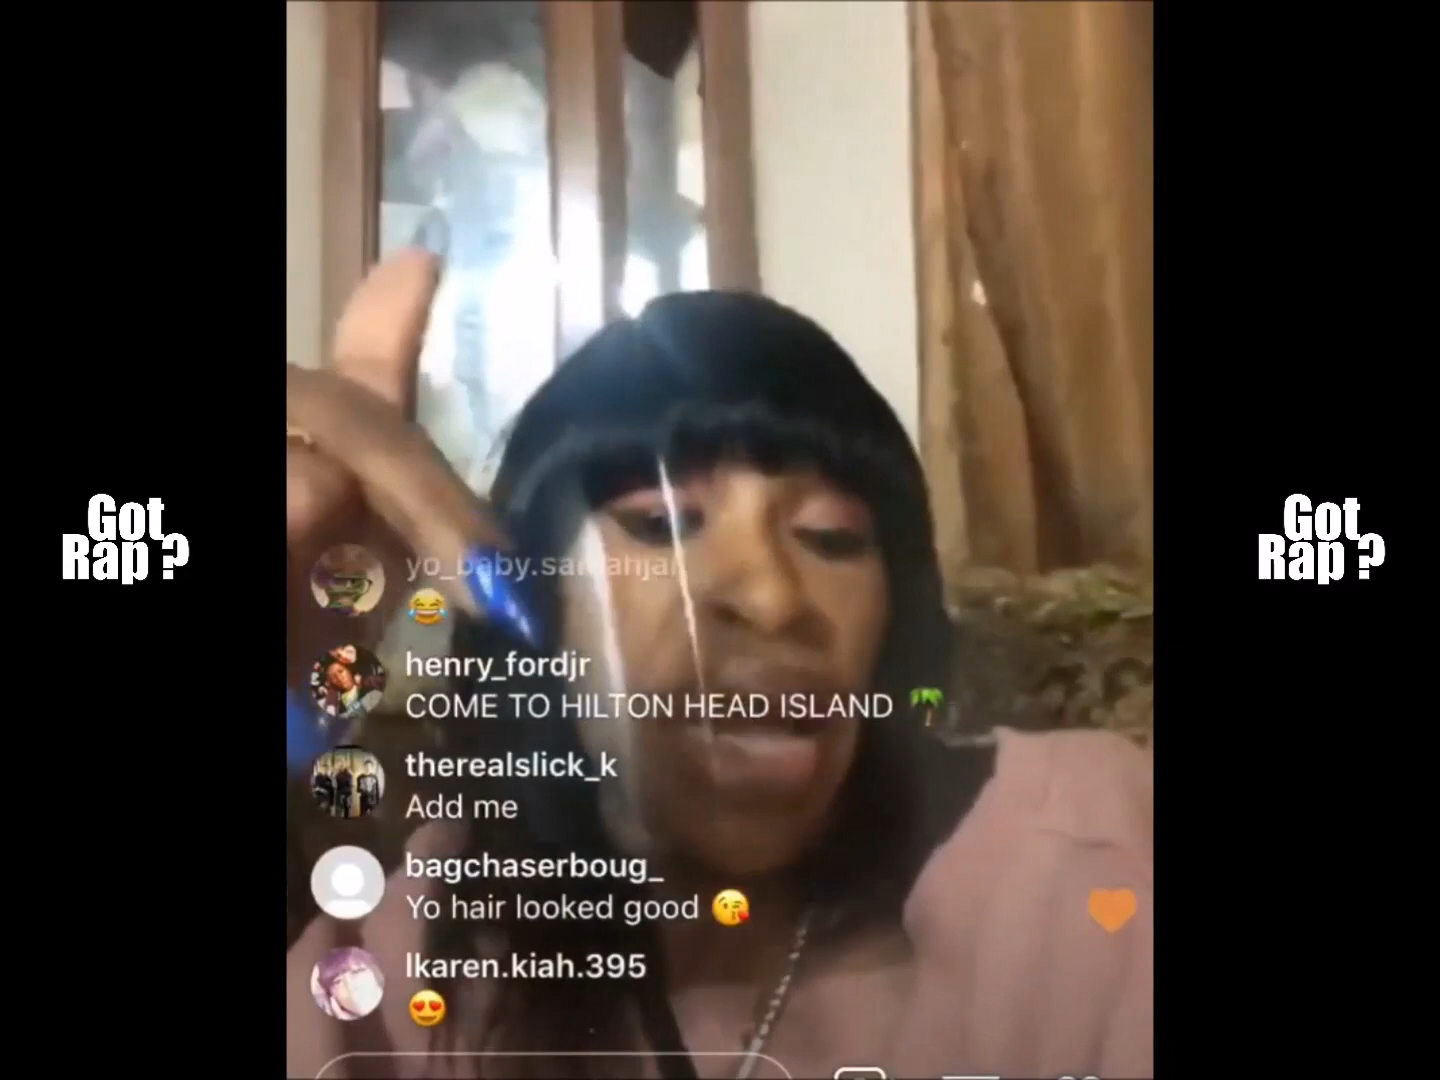 Got
Rap ?
😂
henry_fordjr
COME TO HILTON HEAD ISLAND 🌴
therealslick_k
Add me
bagchaserboug_
Yo hair looked good 😘
lkaren.kiah.395
😍
Got
Rap ?